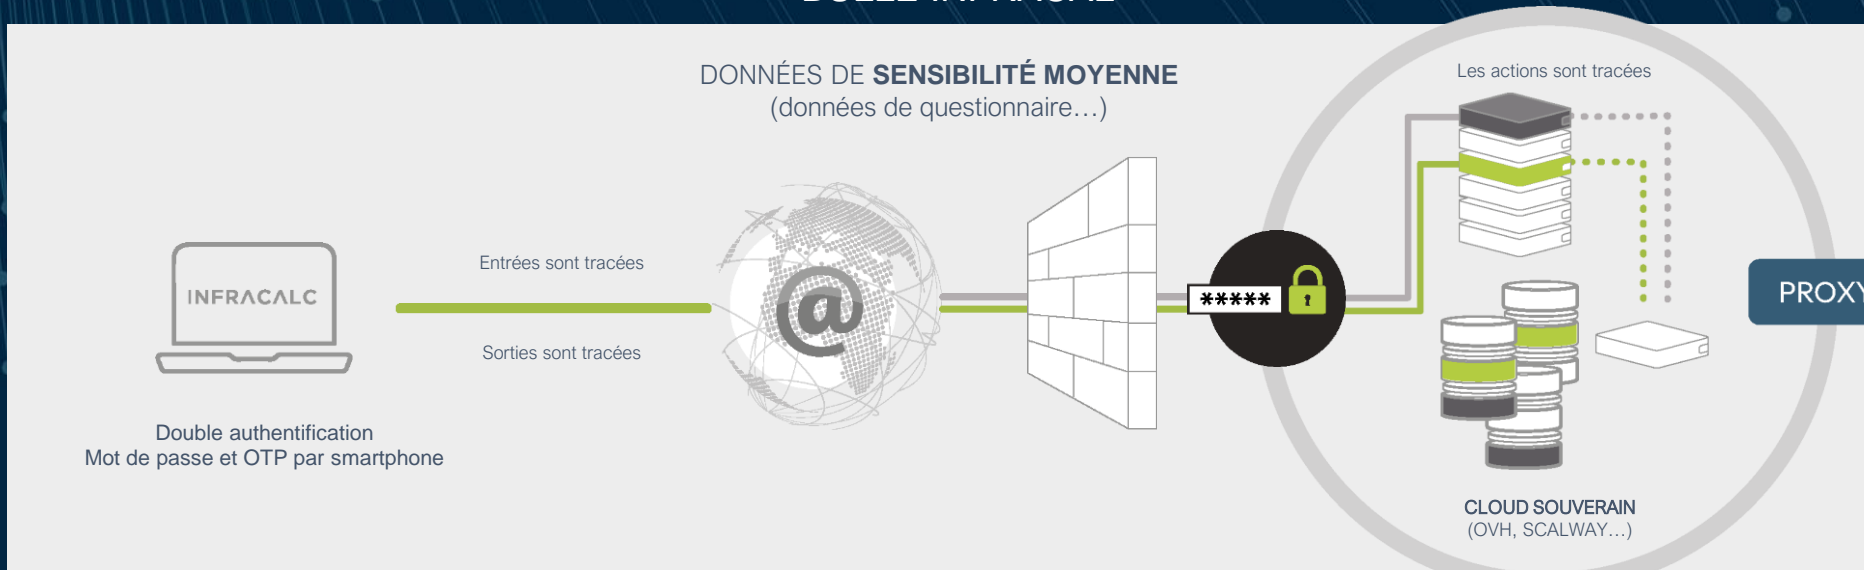 DONNÉES DE SENSIBILITÉ MOYENNE
(données de questionnaire…)
Les actions sont tracées
INFRACALC
Entrées sont tracées
Sorties sont tracées
@
*****
PROXY
Double authentification
Mot de passe et OTP par smartphone
CLOUD SOUVERAIN
(OVH, SCALWAY…)